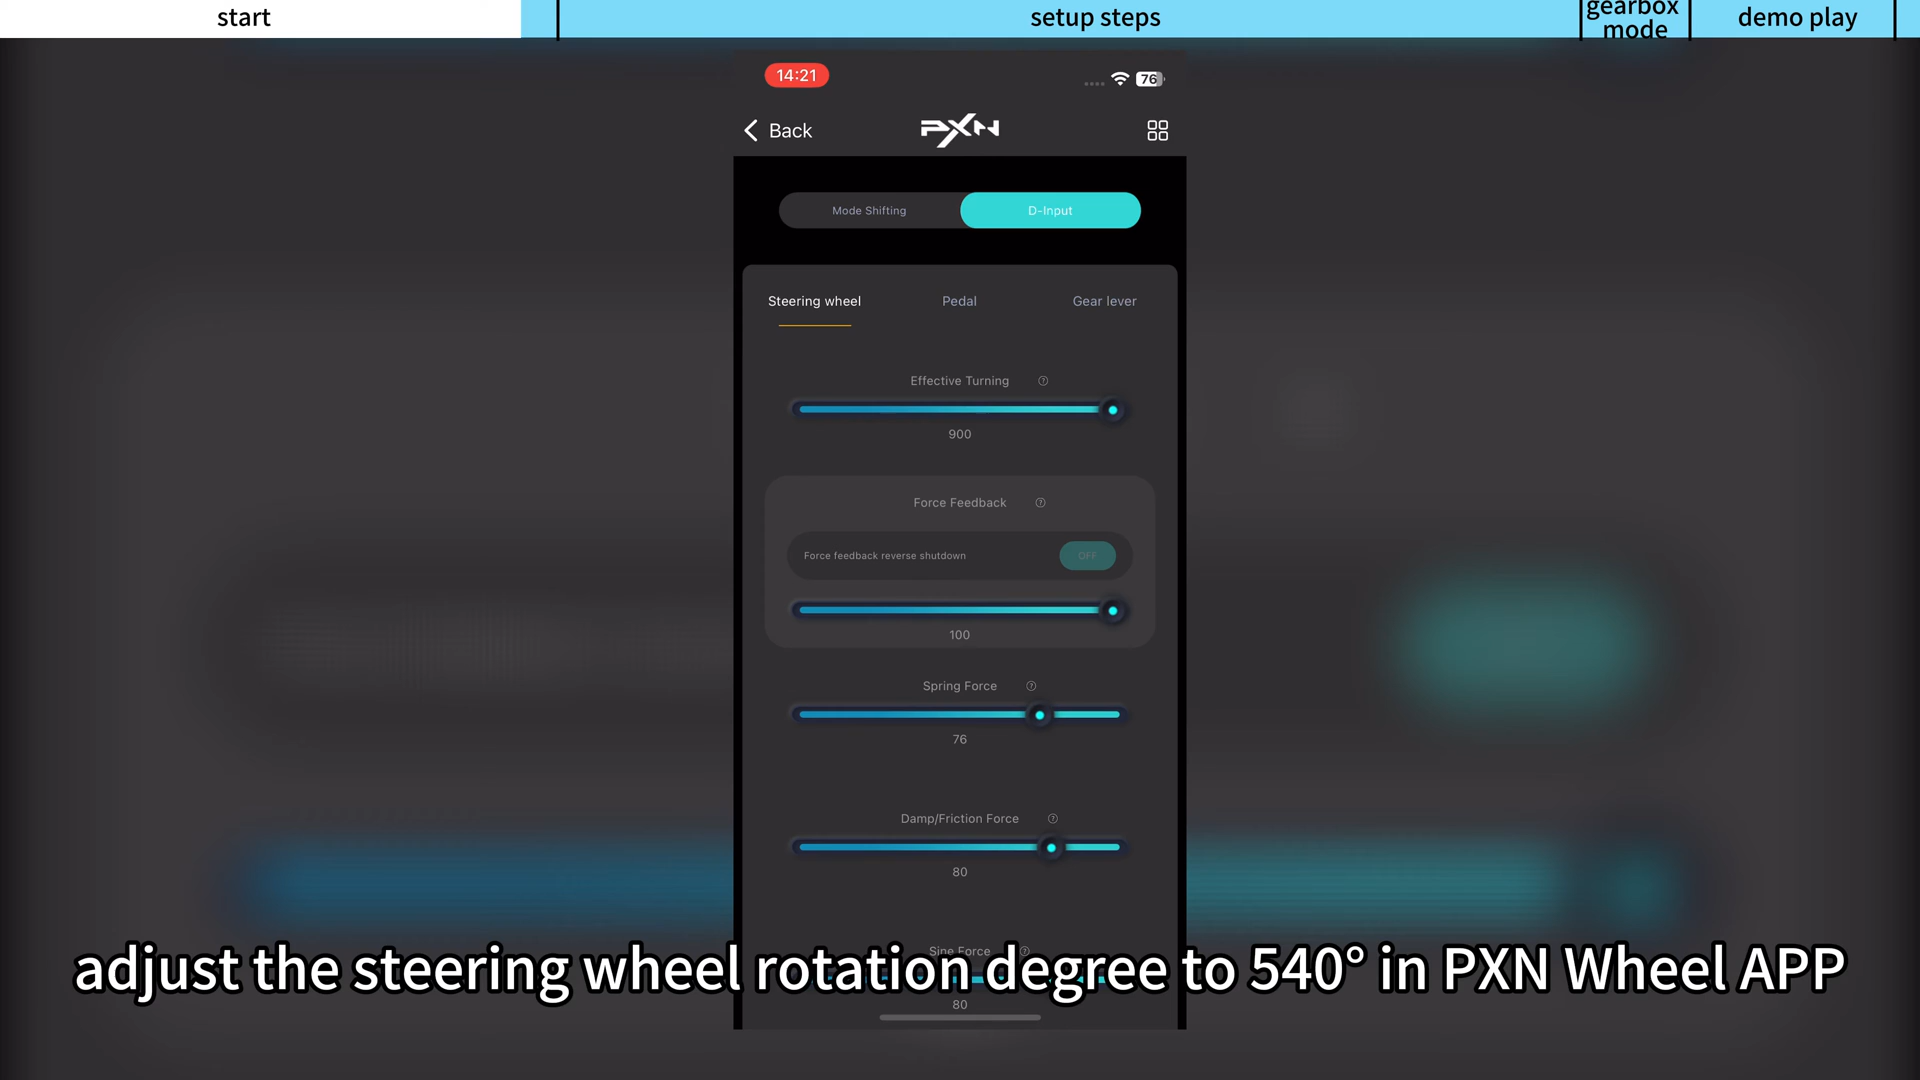 start
setup steps
gearbox
mode
demo play
14:21
76
Back
PXN
Mode Shifting
D-Input
Steering wheel
Pedal
Gear lever
Effective Turning ?
900
Force Feedback ?
Force feedback reverse shutdown
OFF
100
Spring Force ?
76
Damp/Friction Force ?
80
Sine Force ?
80
adjust the steering wheel rotation degree to 540° in PXN Wheel APP